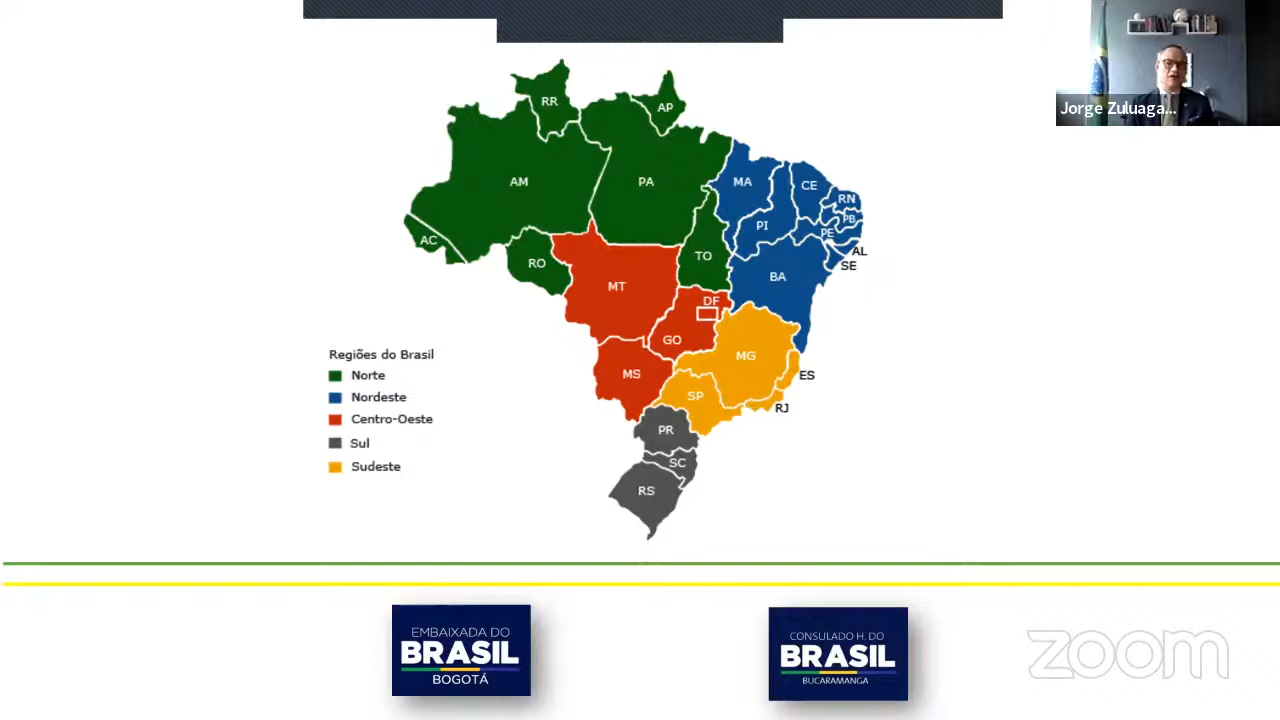 Jorge Zuluaga...
RR
AP
AM
PA
MA
CE
RN
PB
PI
PE
AL
SE
AC
RO
TO
BA
MT
DF
GO
MG
MS
ES
SP
RJ
PR
SC
RS
Regiões do Brasil
Norte
Nordeste
Centro-Oeste
Sul
Sudeste
EMBAIXADA DO
BRASIL
BOGOTÁ
CONSULADO H. DO
BRASIL
BUCARAMANGA
zoom